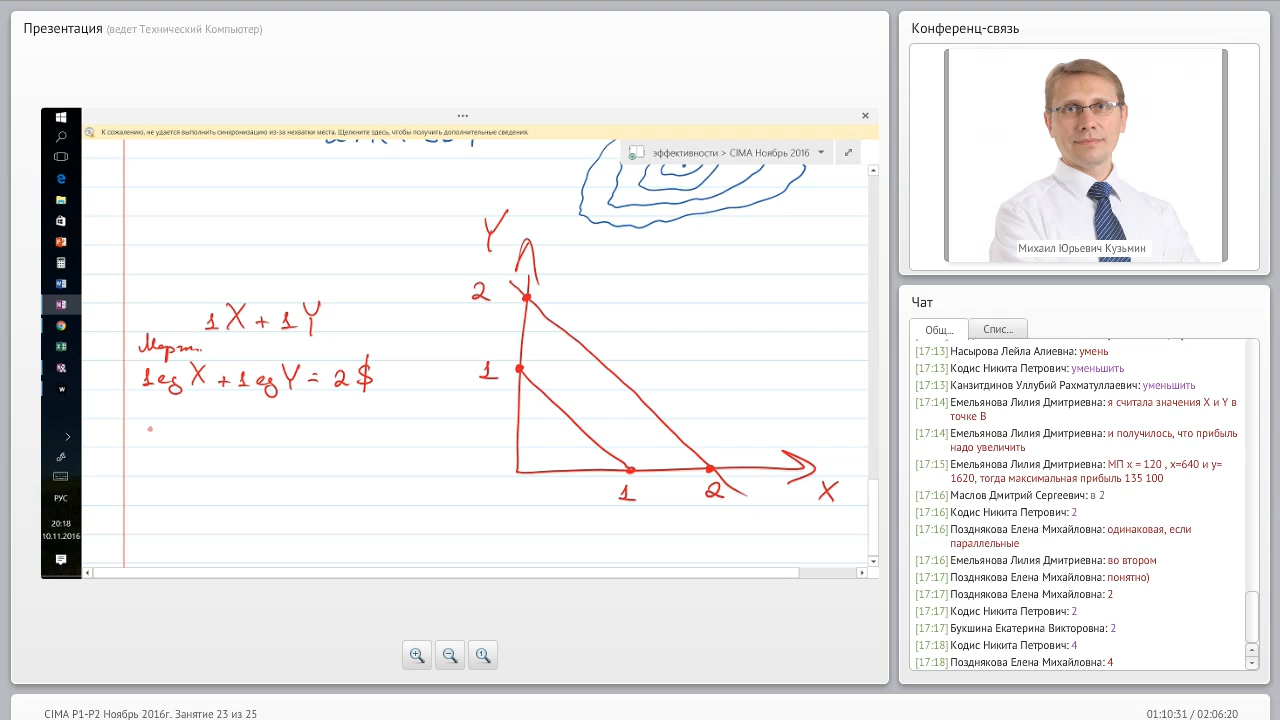 Презентация (ведет Технический Компьютер)
К сожалению, не удается выполнить синхронизацию из-за нехватки места. Щелкните здесь, чтобы получить дополнительные сведения.
эффективности > CIMA Ноябрь 2016
Y
2
1X + 1Y
Марж.
1 ед X + 1 ед Y = 2 $
1
1
2
X
РУС
20:18
10.11.2016
Конференц-связь
Михаил Юрьевич Кузьмин
Чат
Общ...
Спис...
[17:13] Насырова Лейла Алиевна: умень
[17:13] Кодис Никита Петрович: уменьшить
[17:13] Канзитдинов Уллубий Рахматуллаевич: уменьшить
[17:14] Емельянова Лилия Дмитриевна: я считала значения X и Y в
точке В
[17:14] Емельянова Лилия Дмитриевна: и получилось, что прибыль
надо увеличить
[17:15] Емельянова Лилия Дмитриевна: МП х = 120 , х=640 и у=
1620, тогда максимальная прибыль 135 100
[17:16] Маслов Дмитрий Сергеевич: в 2
[17:16] Кодис Никита Петрович: 2
[17:16] Позднякова Елена Михайловна: одинаковая, если
параллельные
[17:16] Емельянова Лилия Дмитриевна: во втором
[17:17] Позднякова Елена Михайловна: понятно)
[17:17] Позднякова Елена Михайловна: 2
[17:17] Кодис Никита Петрович: 2
[17:17] Букшина Екатерина Викторовна: 2
[17:18] Кодис Никита Петрович: 4
[17:18] Позднякова Елена Михайловна: 4
CIMA P1-P2 Ноябрь 2016г. Занятие 23 из 25
01:10:31 / 02:06:20